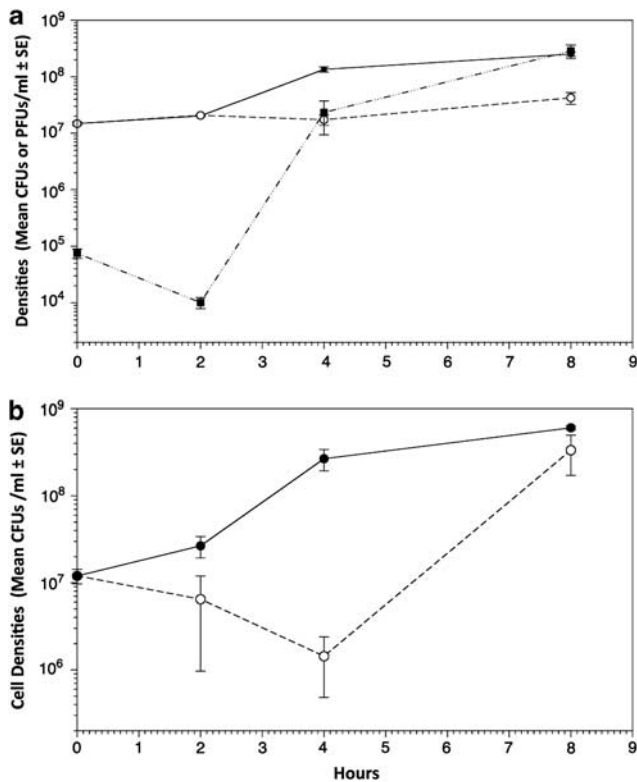 a
Densities (Mean CFUs or PFUs/ml ± SE)
10⁹
10⁸
10⁷
10⁶
10⁵
10⁴
0 1 2 3 4 5 6 7 8 9
b
Cell Densities (Mean CFUs /ml ± SE)
10⁹
10⁸
10⁷
10⁶
0 1 2 3 4 5 6 7 8 9
Hours